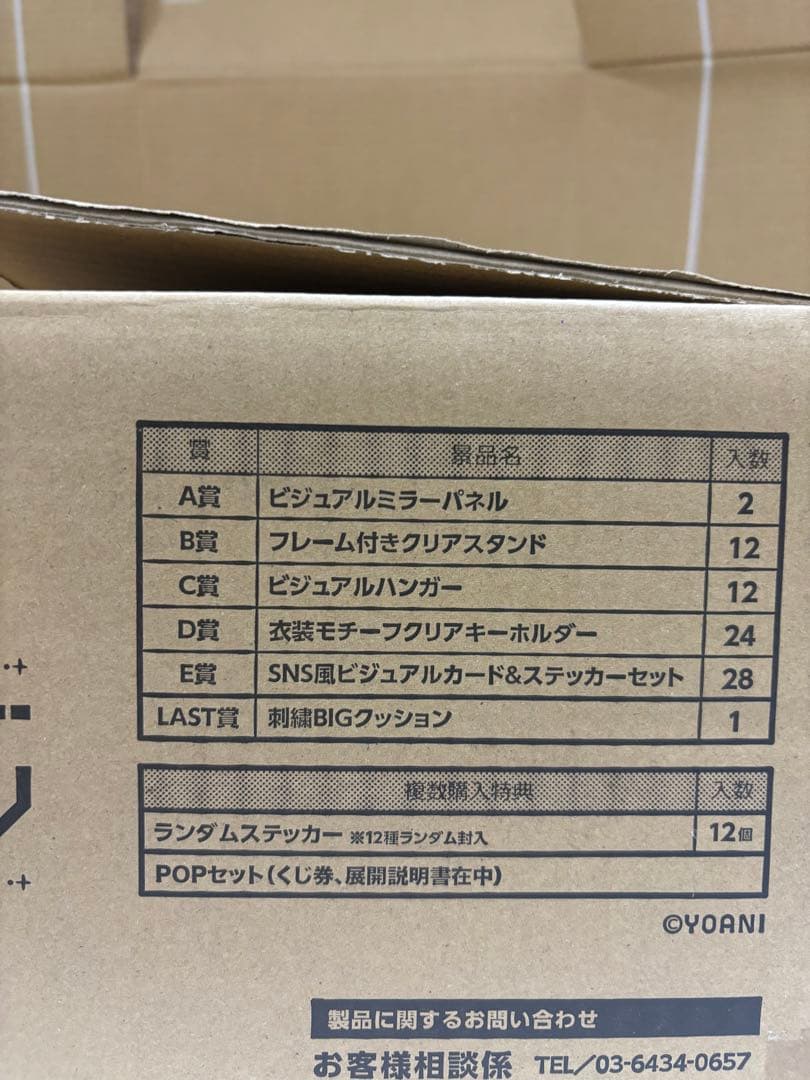 賞 景品名 入数
A賞 ビジュアルミラーパネル 2
B賞 フレーム付きクリアスタンド 12
C賞 ビジュアルハンガー 12
D賞 衣装モチーフクリアキーホルダー 24
E賞 SNS風ビジュアルカード&ステッカーセット 28
LAST賞 刺繍BIGクッション 1
複数購入特典 入数
ランダムステッカー ※12種ランダム封入 12個
POPセット(くじ券、展開説明書在中)
©YOANI
製品に関するお問い合わせ
お客様相談係 TEL/03-6434-0657